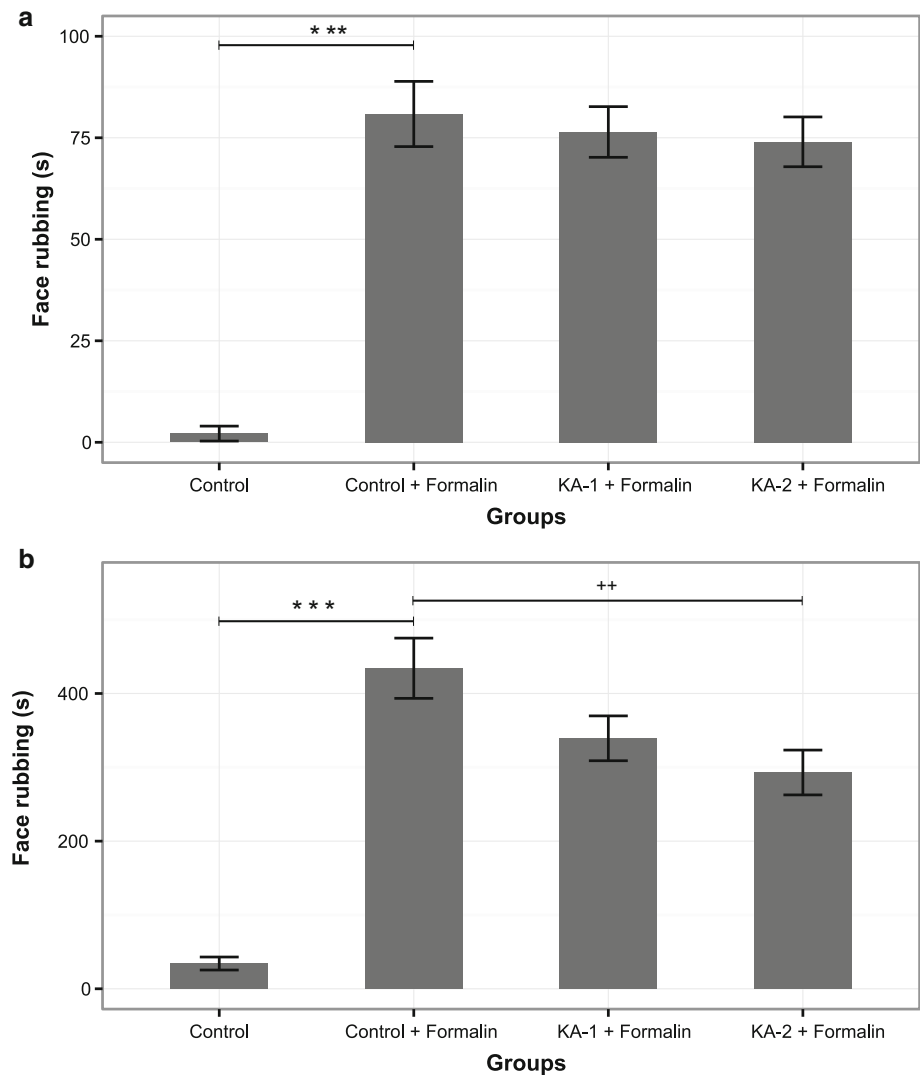 a
* **
100
75
50
25
0
Face rubbing (s)
Control
Control + Formalin
KA-1 + Formalin
KA-2 + Formalin
Groups
b
++
* * *
400
200
0
Face rubbing (s)
Control
Control + Formalin
KA-1 + Formalin
KA-2 + Formalin
Groups